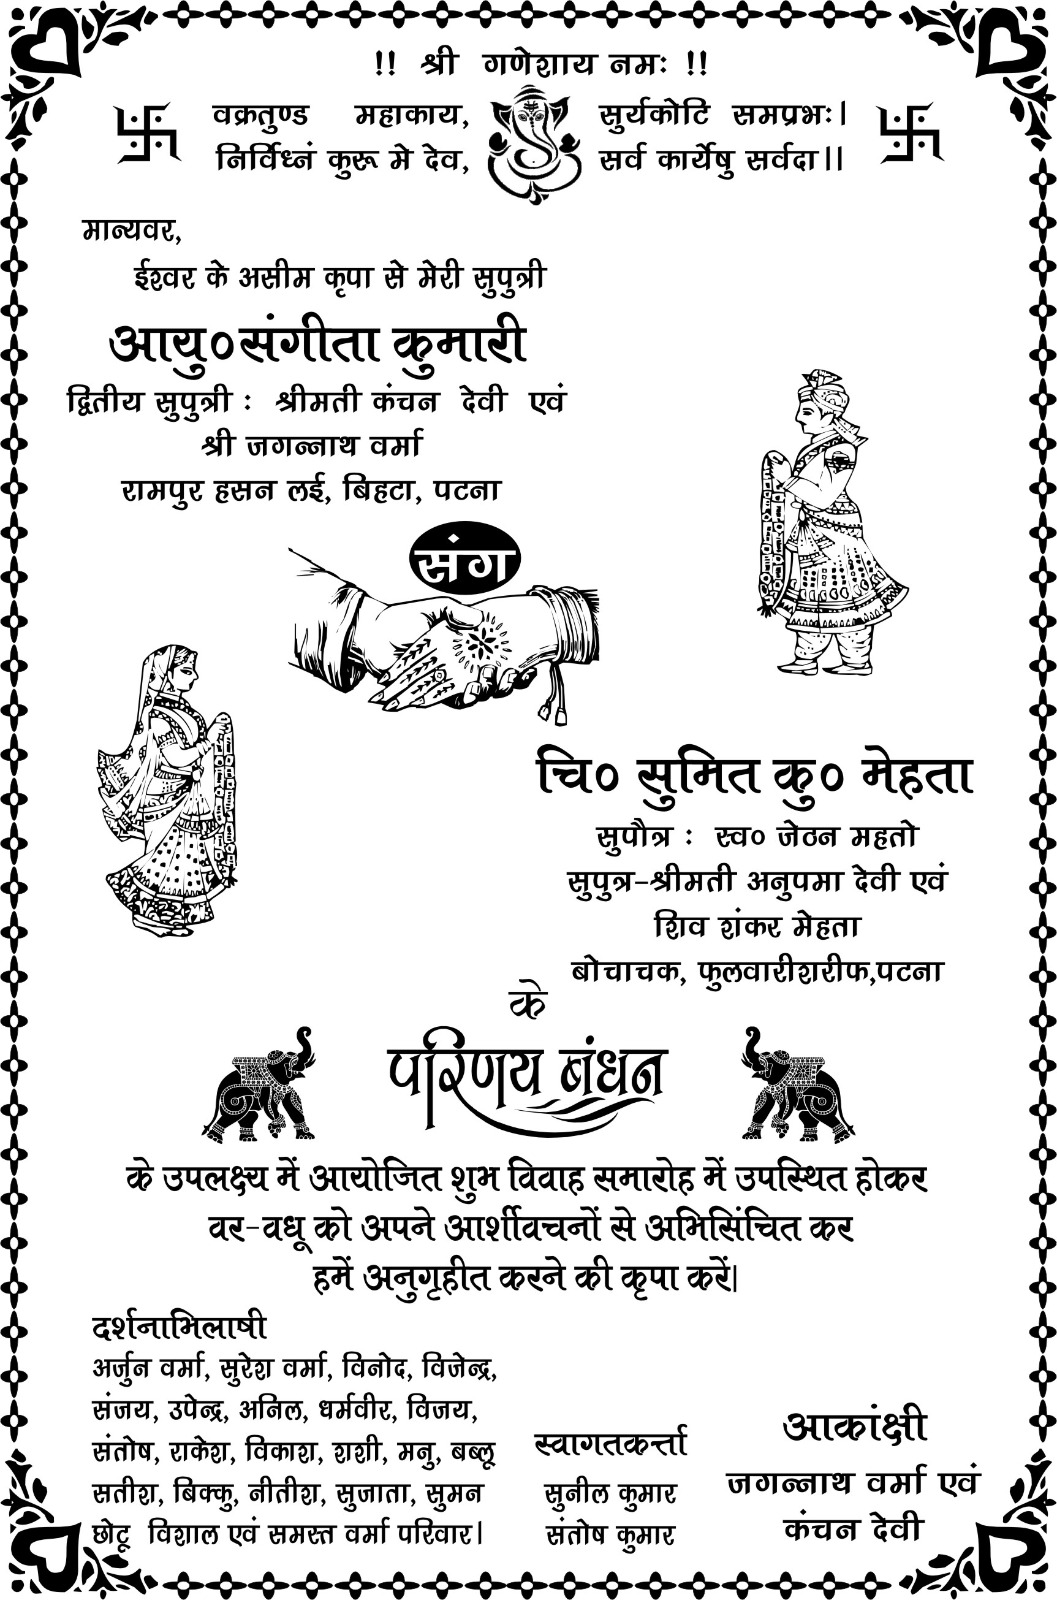 !! श्री गणेशाय नमः !!
वक्रतुण्ड महाकाय, सुर्यकोटि समप्रभः।
निर्विध्नं कुरू मे देव, सर्व कार्येषु सर्वदा।।
मान्यवर,
ईश्वर के असीम कृपा से मेरी सुपुत्री
आयु०संगीता कुमारी
द्वितीय सुपुत्री : श्रीमती कंचन देवी एवं
श्री जगन्नाथ वर्मा
रामपुर हसन लई, बिहटा, पटना
संग
चि० सुमित कु० मेहता
सुपौत्र : स्व० जेठन महतो
सुपुत्र-श्रीमती अनुपमा देवी एवं
शिव शंकर मेहता
बोचाचक, फुलवारीशरीफ,पटना
के
परिणय बंधन
के उपलक्ष्य में आयोजित शुभ विवाह समारोह में उपस्थित होकर
वर-वधू को अपने आर्शीवचनों से अभिसिंचित कर
हमें अनुगृहीत करने की कृपा करें।
दर्शनाभिलाषी
अर्जुन वर्मा, सुरेश वर्मा, विनोद, विजेन्द्र,
संजय, उपेन्द्र, अनिल, धर्मवीर, विजय,
संतोष, राकेश, विकाश, शशी, मनु, बब्लू
सतीश, बिक्कु, नीतीश, सुजाता, सुमन
छोटू विशाल एवं समस्त वर्मा परिवार।
स्वागतकर्त्ता
सुनील कुमार
संतोष कुमार
आकांक्षी
जगन्नाथ वर्मा एवं
कंचन देवी